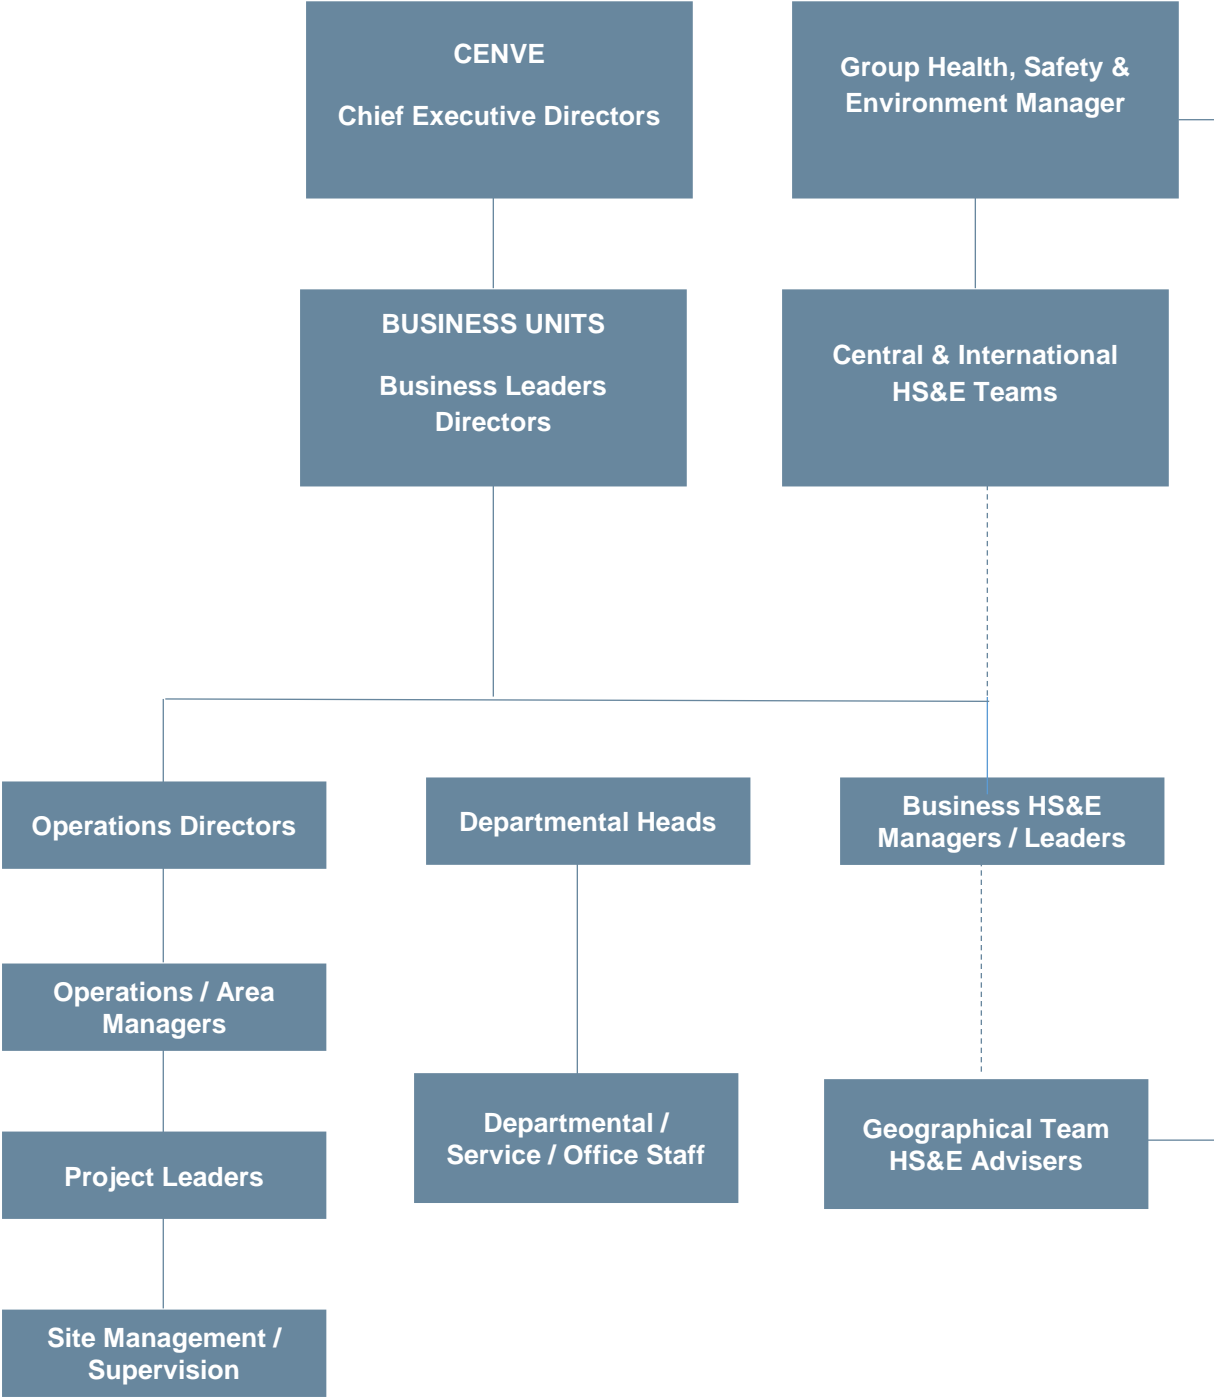 CENVE
Chief Executive Directors
Group Health, Safety &
Environment Manager
BUSINESS UNITS
Business Leaders
Directors
Central & International
HS&E Teams
Operations Directors
Departmental Heads
Business HS&E
Managers / Leaders
Operations / Area
Managers
Departmental /
Service / Office Staff
Geographical Team
HS&E Advisers
Project Leaders
Site Management /
Supervision